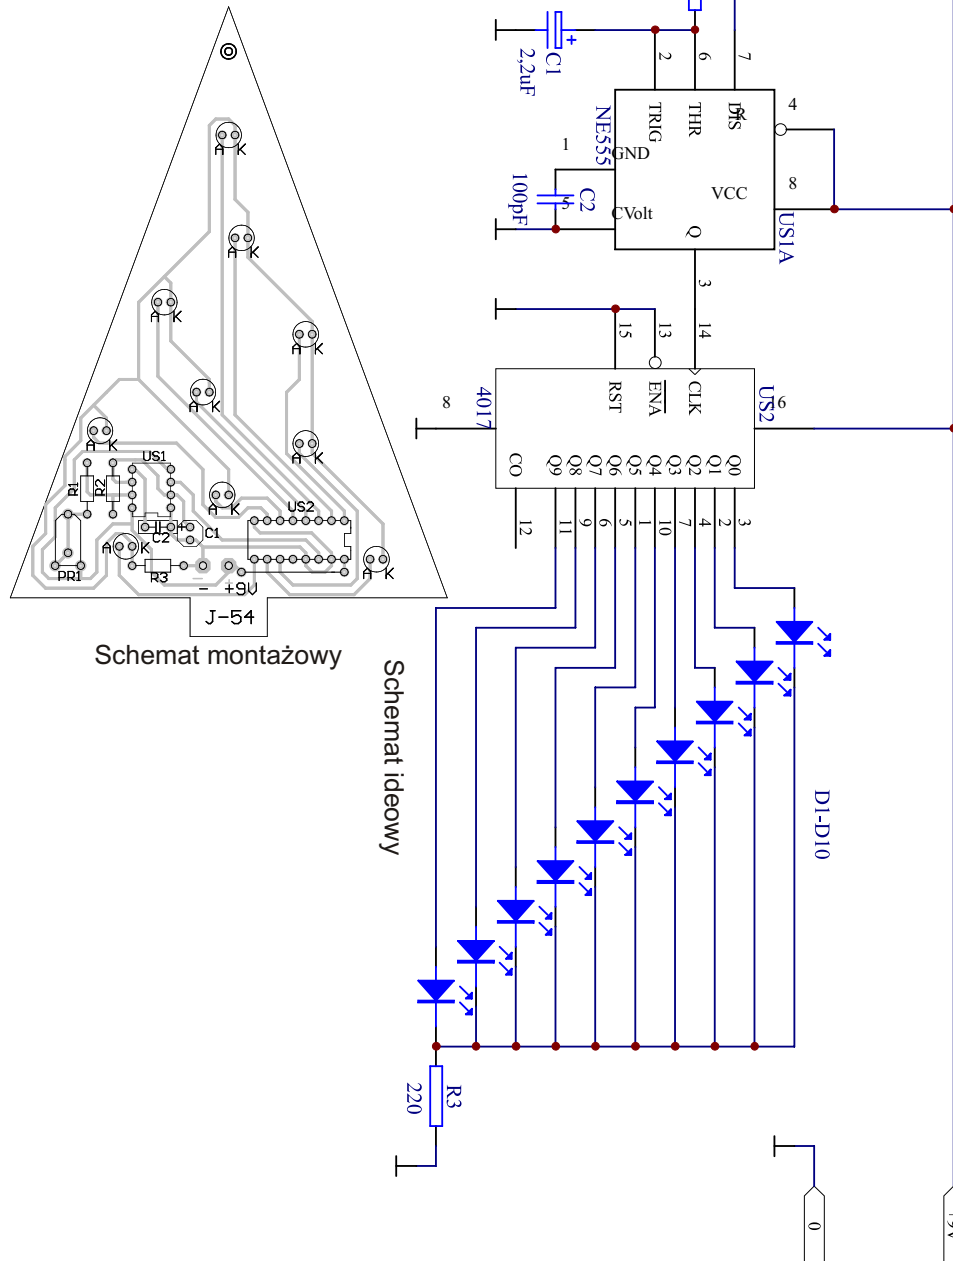 A K
A K
A K
A K
A K
A K
A K
US1
R1
R2
A K
US2
C2
+
C1
A K
A K
PR1
R3
-
+
- +9V
J-54
Schemat montażowy
Schemat ideowy
C1
2,2uF
+
2
6
7
NE555
TRIG
THR
DIS
R
4
1
GND
VCC
8
100pF
C2
5
CVolt
Q
US1A
3
15
13
14
8
4017
RST
ENA
CLK
US2
16
CO
Q9
Q8
Q7
Q6
Q5
Q4
Q3
Q2
Q1
Q0
12
11
9
6
5
1
10
7
4
2
3
D1-D10
R3
220
0
+9V